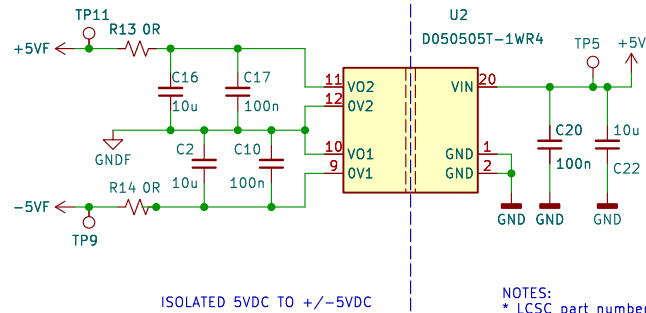 TP11
R13 0R
+5VF
C16
10u
C17
100n
GNDF
C2
10u
C10
100n
-5VF
R14 0R
TP9
U2
D050505T-1WR4
11
VO2
12
0V2
10
VO1
9
0V1
VIN
20
GND
1
GND
2
TP5
+5V
C20
100n
10u
C22
GND
GND
GND
ISOLATED 5VDC TO +/-5VDC
NOTES:
* LCSC part number